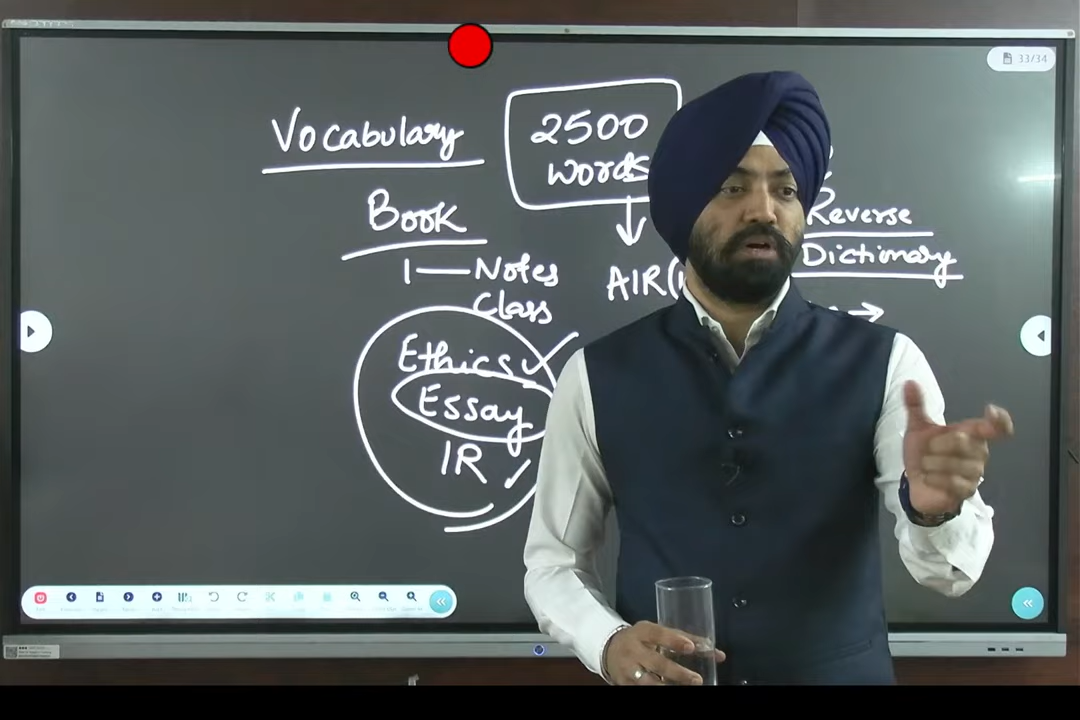 33/34
Vocabulary
2500
words
Book
Reverse
Dictionary
1 — Notes
Class
AIR(
Ethics ✓
Essay
IR ✓